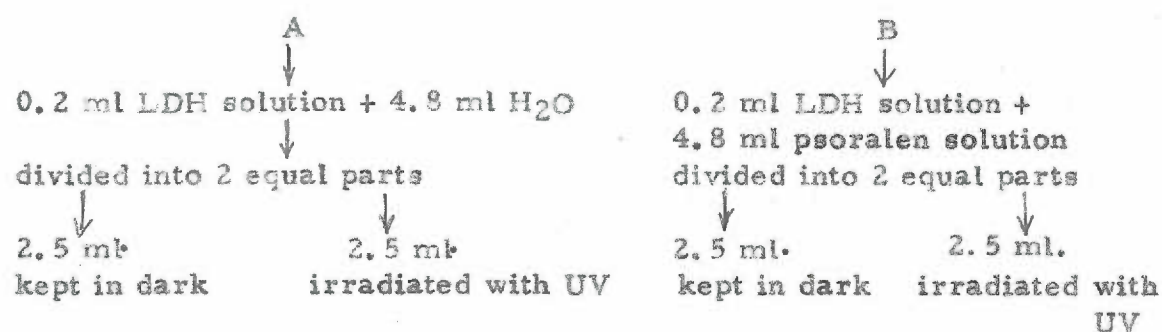 A
0.2 ml LDH solution + 4.8 ml H2O
divided into 2 equal parts
2.5 ml.
kept in dark
2.5 ml.
irradiated with UV
B
0.2 ml LDH solution +
4.8 ml psoralen solution
divided into 2 equal parts
2.5 ml.
kept in dark
2.5 ml.
irradiated with
UV